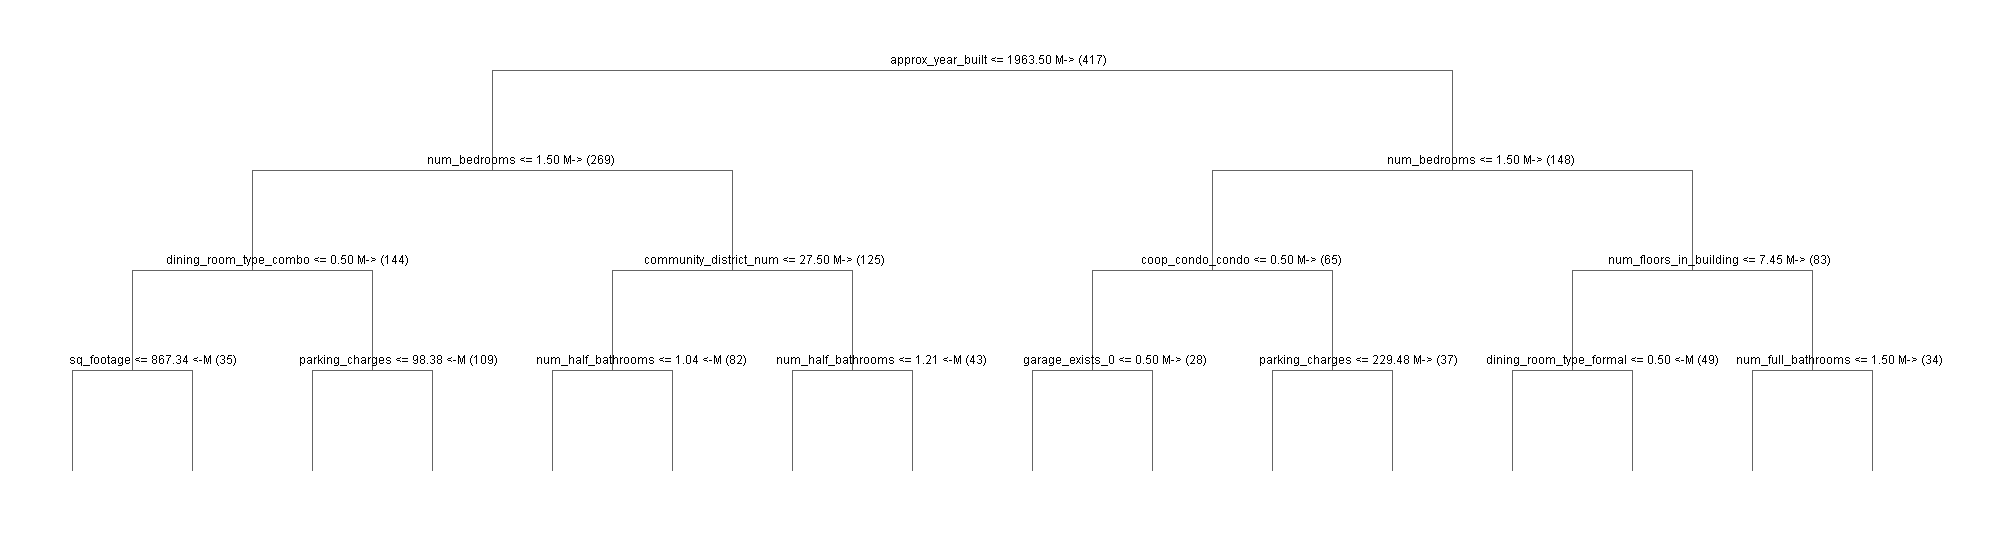 approx_year_built <= 1963.50 M-> (417)
num_bedrooms <= 1.50 M-> (269)
num_bedrooms <= 1.50 M-> (148)
dining_room_type_combo <= 0.50 M-> (144)
community_district_num <= 27.50 M-> (125)
coop_condo_condo <= 0.50 M-> (65)
num_floors_in_building <= 7.45 M-> (83)
sq_footage <= 867.34 <-M (35)
parking_charges <= 98.38 <-M (109)
num_half_bathrooms <= 1.04 <-M (82)
num_half_bathrooms <= 1.21 <-M (43)
garage_exists_0 <= 0.50 M-> (28)
parking_charges <= 229.48 M-> (37)
dining_room_type_formal <= 0.50 <-M (49)
num_full_bathrooms <= 1.50 M-> (34)